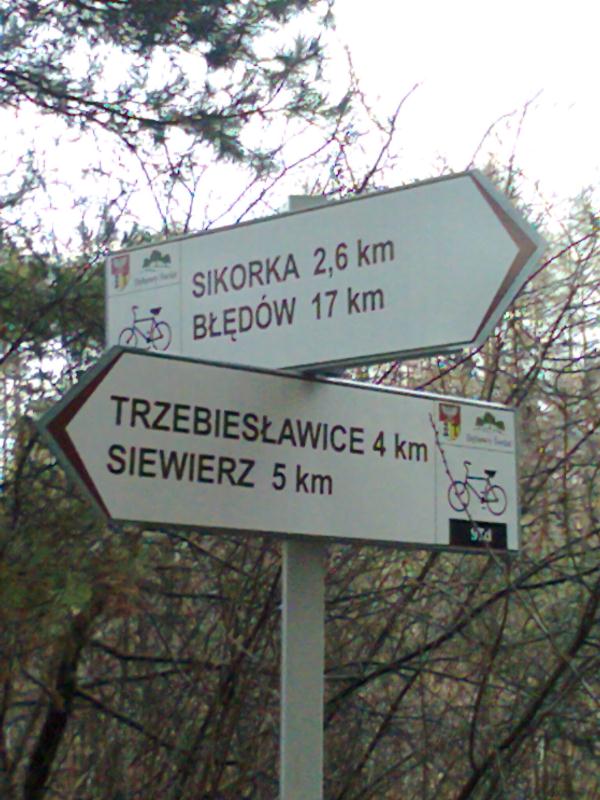 SIKORKA 2,6 km
BŁĘDÓW 17 km
TRZEBIESŁAWICE 4 km
SIEWIERZ 5 km